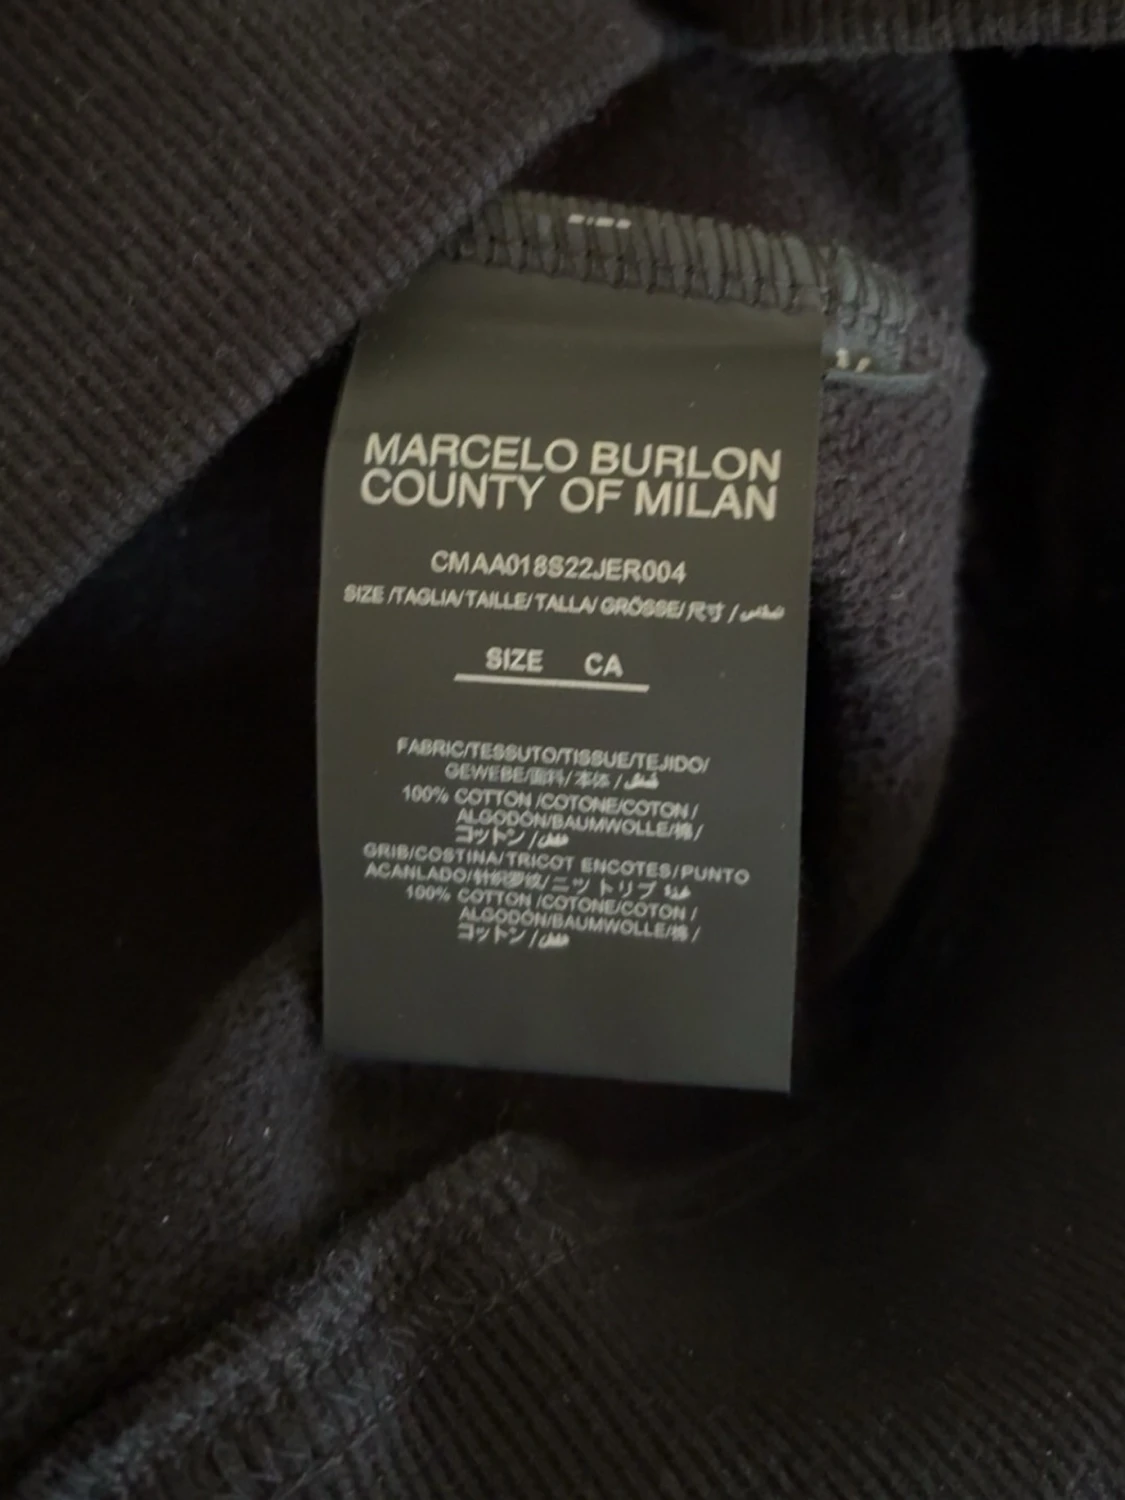 MARCELO BURLON
COUNTY OF MILAN
CMAA018S22JER004
SIZE /TAGLIA/TAILLE/TALLA/ GRÖSSE/尺寸 /
SIZE CA
FABRIC/TESSUTO/TISSUE/TEJIDO/
GEWEBE/面料/ 本体 /
100% COTTON /COTONE/COTON /
ALGODÓN/BAUMWOLLE/棉/
コットン /
GRIB/COSTINA/TRICOT ENCOTES/PUNTO
ACANLADO/针织罗纹/ニットリブ
100% COTTON /COTONE/COTON /
ALGODÓN/BAUMWOLLE/棉/
コットン /